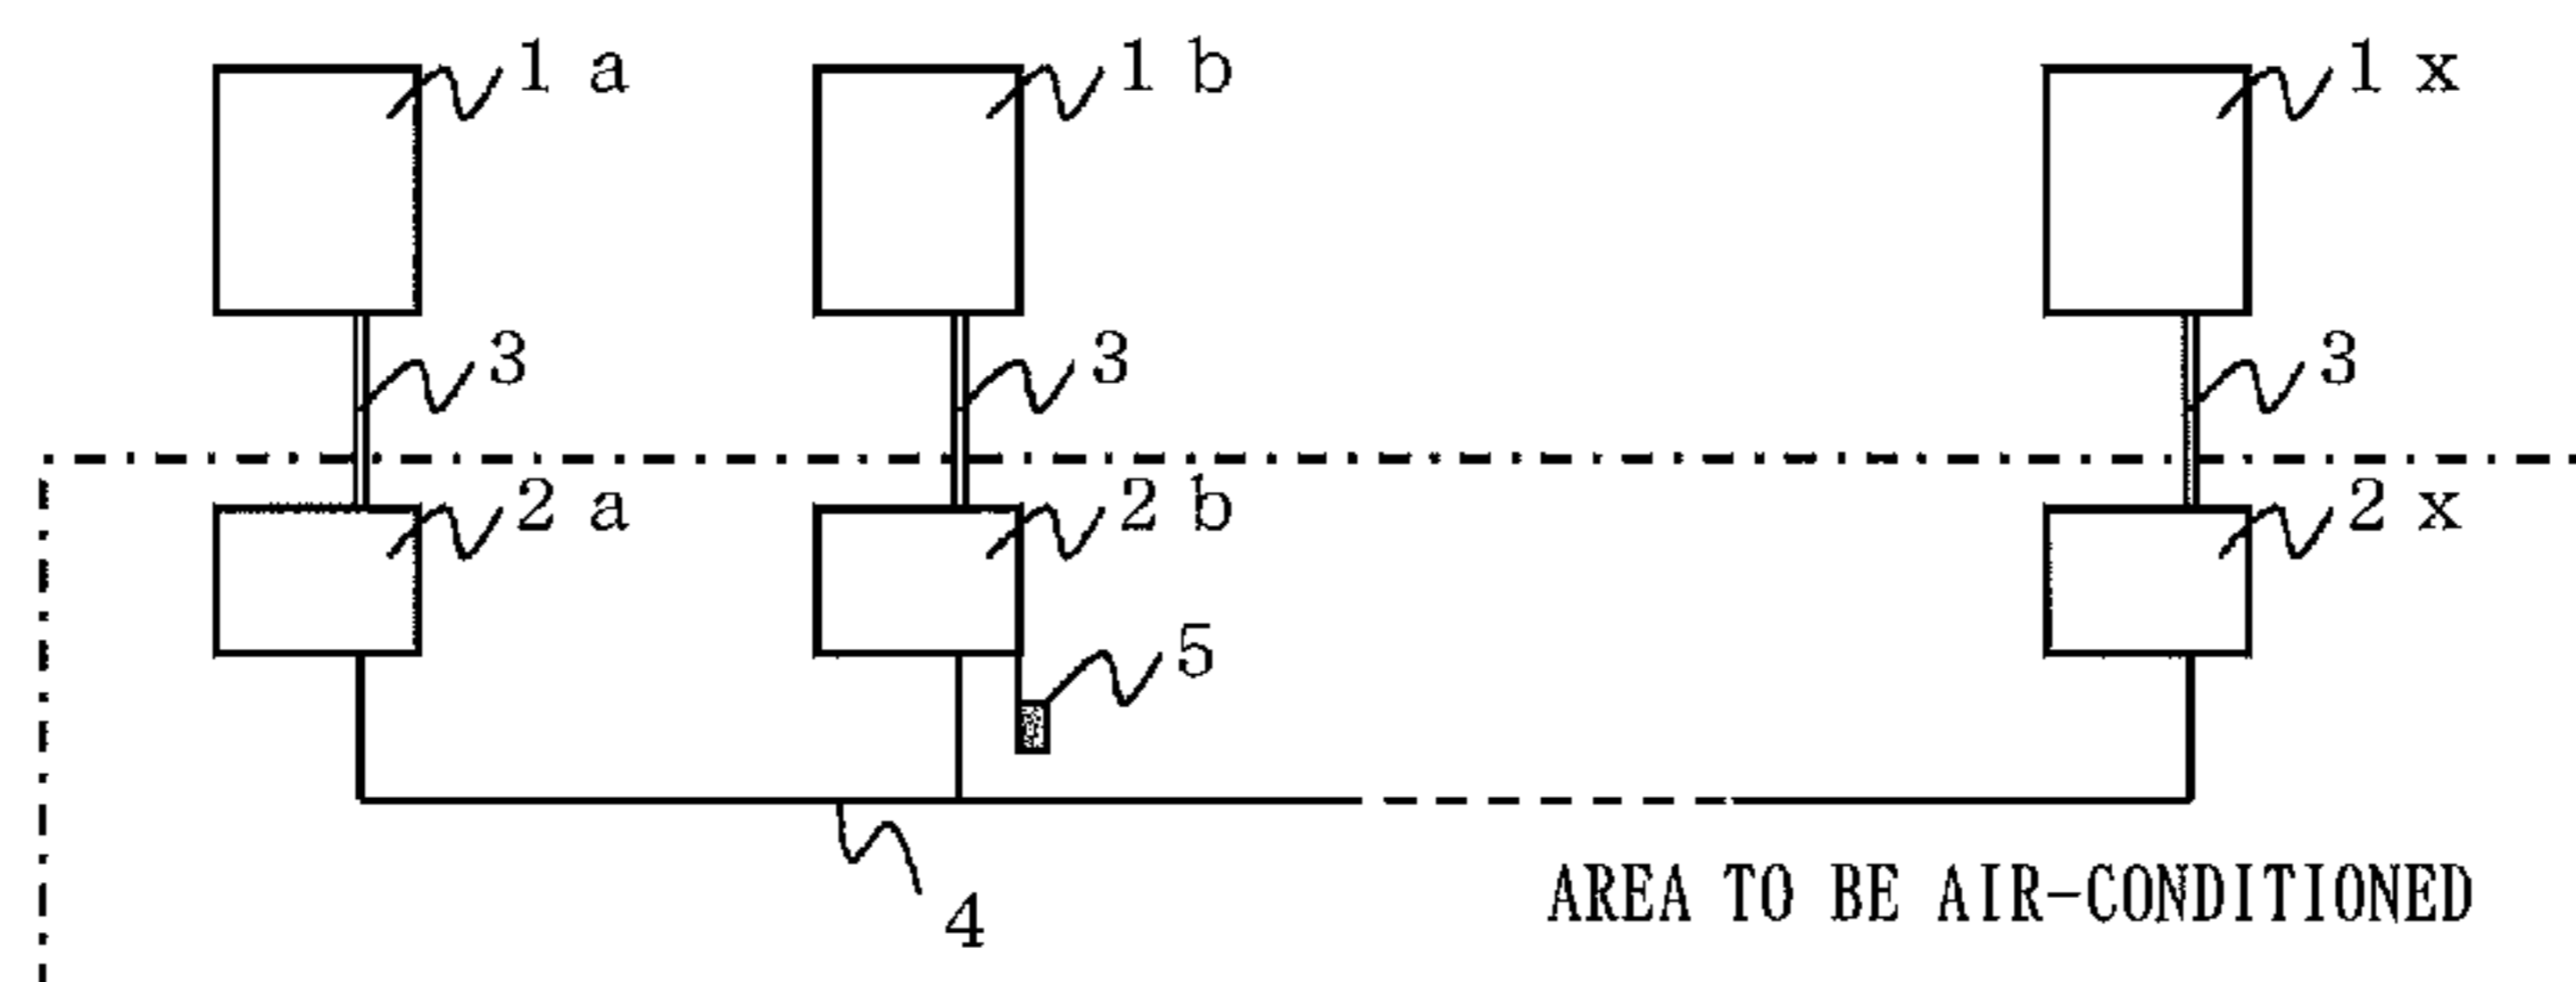 1 a 1 b 1 x
3 3 3
2 a 2 b 2 x
5
4
AREA TO BE AIR-CONDITIONED